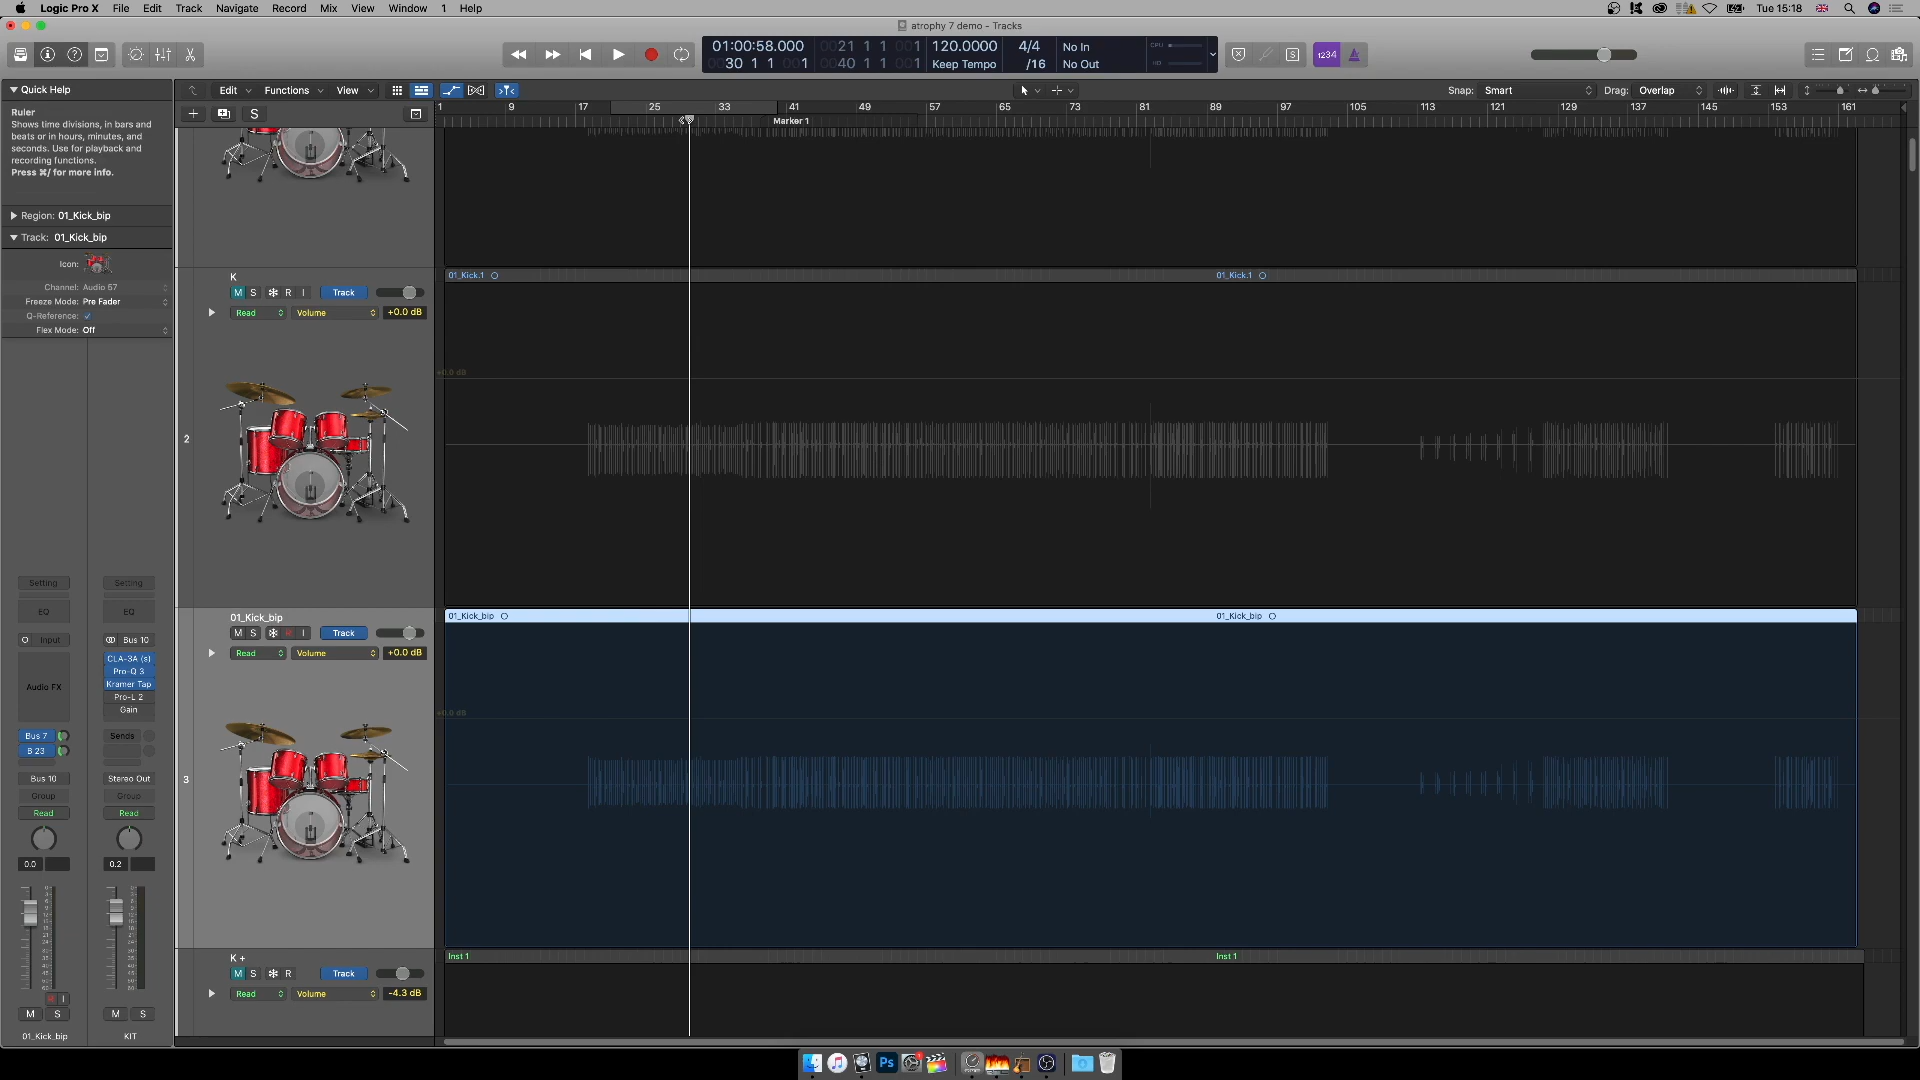 Logic Pro X File Edit Track Navigate Record Mix View Window 1 Help
Tue 15:18
atrophy 7 demo - Tracks
01:00:58.000
30 1 1 001
0021 1 1 001
0040 1 1 001
120.0000
Keep Tempo
4/4
/16
No In
No Out
CPU
HD
1234
S
Quick Help
Ruler
Shows time divisions, in bars and
beats or in hours, minutes, and
seconds. Use for playback and
recording functions.
Press ⌘/ for more info.
Region: 01_Kick_bip
Track: 01_Kick_bip
Icon:
Channel: Audio 57
Freeze Mode: Pre Fader
Q-Reference:
Flex Mode: Off
Edit Functions View
Snap: Smart
Drag: Overlap
S
1 9 17 25 33 41 49 57 65 73 81 89 97 105 113 121 129 137 145 153 161
Marker 1
K
M S R I Track
Read Volume +0.0 dB
2
01_Kick.1
01_Kick.1
+0.0 dB
01_Kick_bip
M S R I Track
Read Volume +0.0 dB
3
01_Kick_bip
01_Kick_bip
+0.0 dB
K +
M S R Track
Read Volume -4.3 dB
Inst 1
Inst 1
Setting Setting
EQ EQ
Input Bus 10
Audio FX
CLA-3A (s)
Pro-Q 3
Kramer Tap
Pro-L 2
Gain
Bus 7 Sends
B 23
Bus 10 Stereo Out
Group Group
Read Read
0.0 0.2
R I
M S M S
01_Kick_bip KIT
Ps